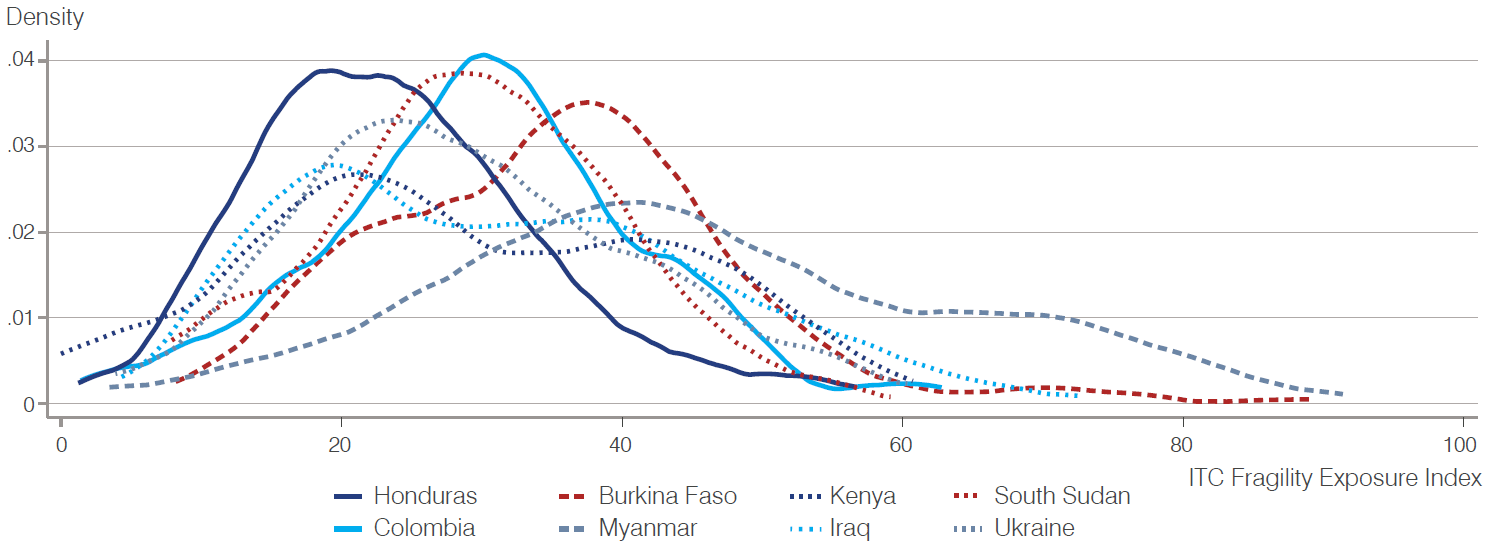 Density
.04
.03
.02
.01
0
0 20 40 60 80 100
ITC Fragility Exposure Index
Honduras Burkina Faso Kenya South Sudan
Colombia Myanmar Iraq Ukraine